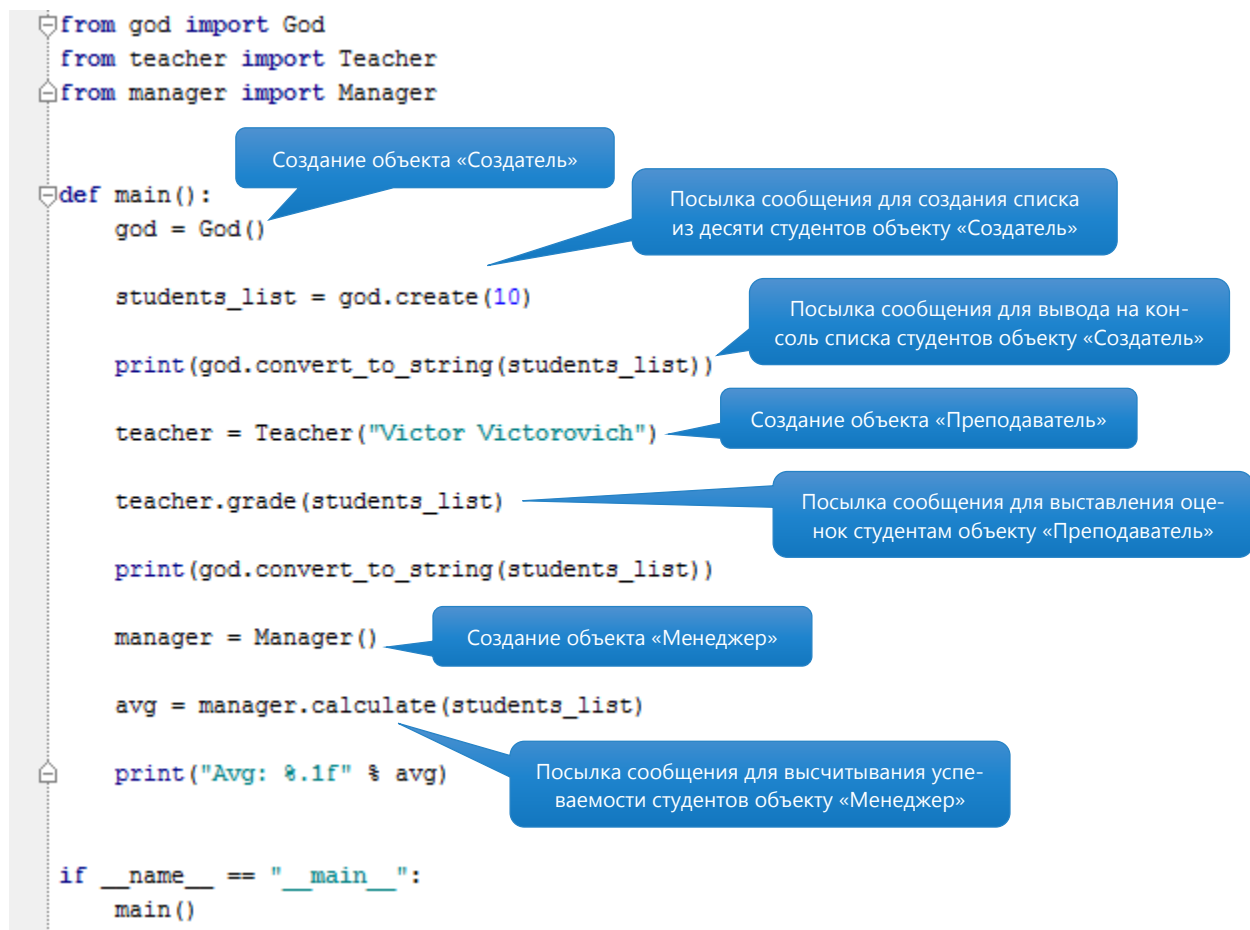 from god import God
from teacher import Teacher
from manager import Manager
Создание объекта «Создатель»
def main():
god = God()
Посылка сообщения для создания списка
из десяти студентов объекту «Создатель»
students_list = god.create(10)
Посылка сообщения для вывода на кон-
соль списка студентов объекту «Создатель»
print(god.convert_to_string(students_list))
Создание объекта «Преподаватель»
teacher = Teacher("Victor Victorovich")
teacher.grade(students_list)
Посылка сообщения для выставления оце-
нок студентам объекту «Преподаватель»
print(god.convert_to_string(students_list))
manager = Manager()
Создание объекта «Менеджер»
avg = manager.calculate(students_list)
print("Avg: %.1f" % avg)
Посылка сообщения для высчитывания успе-
ваемости студентов объекту «Менеджер»
if __name__ == "__main__":
main()